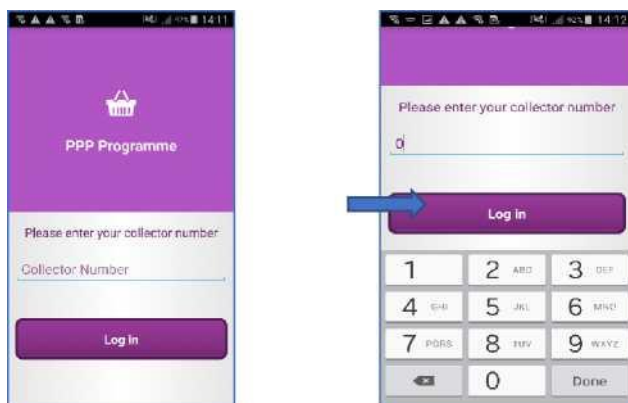 14:11
PPP Programme
Please enter your collector number
Collector Number
Log in
14:12
Please enter your collector number
0
Log in
1
2 ABC
3 DEF
4 GHI
5 JKL
6 MNO
7 PQRS
8 TUV
9 WXYZ
0
Done